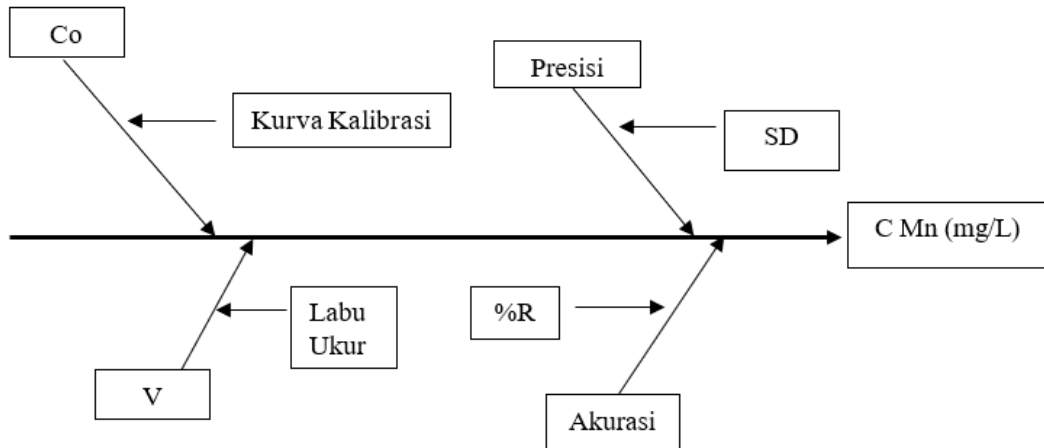 Co
Presisi
Kurva Kalibrasi
SD
C Mn (mg/L)
Labu
Ukur
%R
V
Akurasi